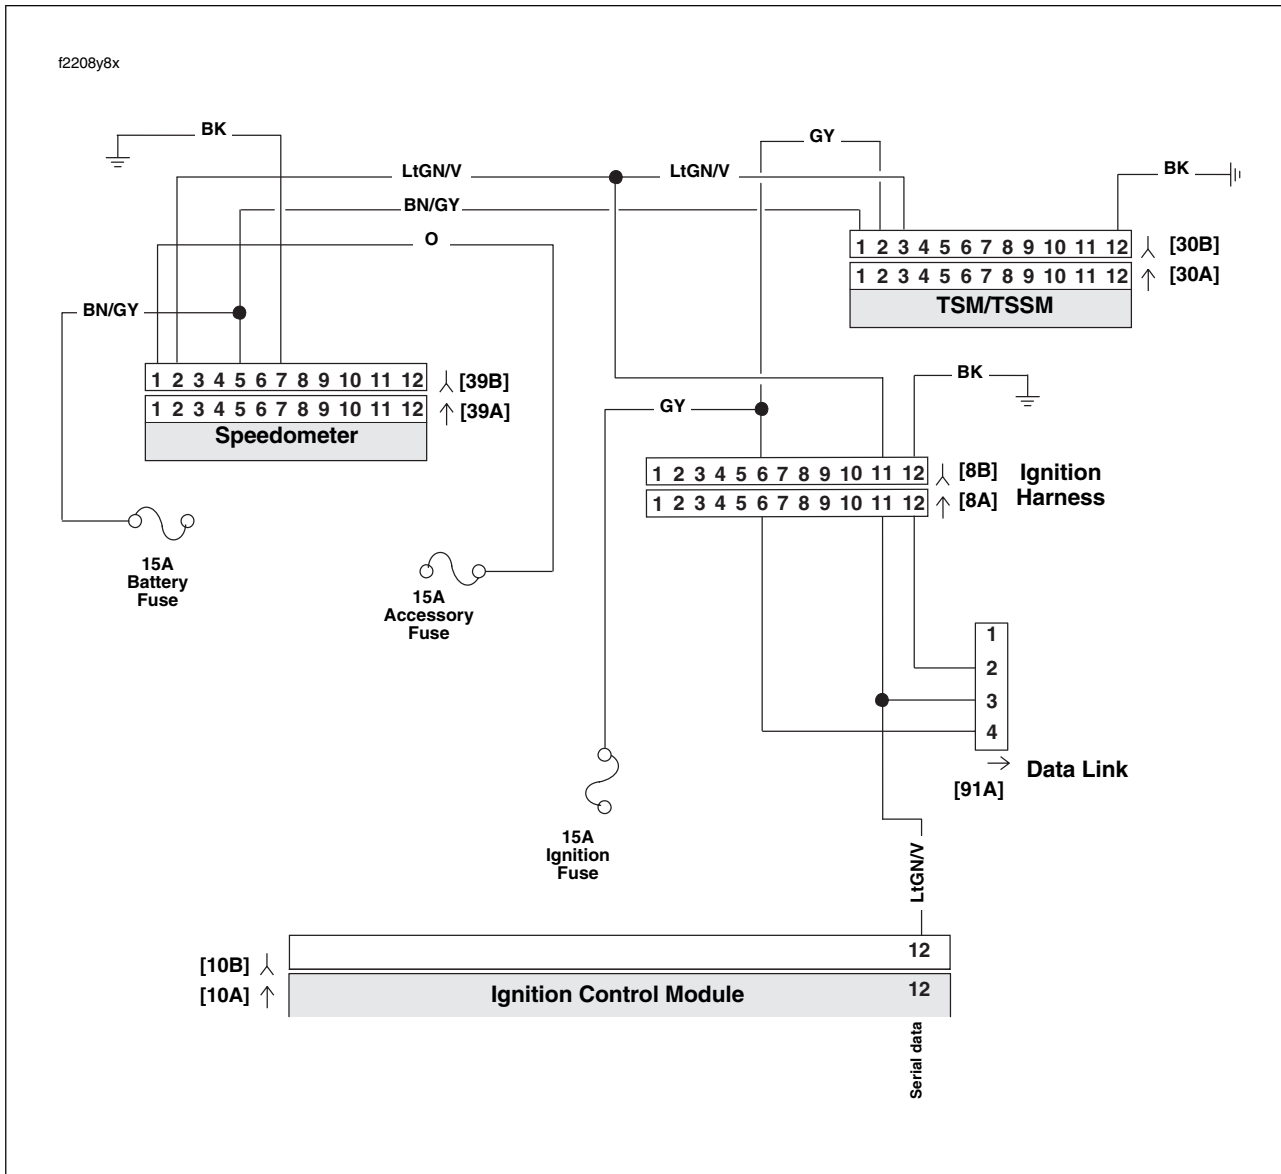 f2208y8x
BK
GY
LtGN/V
LtGN/V
BK
BN/GY
O
1 2 3 4 5 6 7 8 9 10 11 12 [30B]
1 2 3 4 5 6 7 8 9 10 11 12 [30A]
TSM/TSSM
BN/GY
1 2 3 4 5 6 7 8 9 10 11 12 [39B]
1 2 3 4 5 6 7 8 9 10 11 12 [39A]
Speedometer
BK
GY
1 2 3 4 5 6 7 8 9 10 11 12 [8B]
1 2 3 4 5 6 7 8 9 10 11 12 [8A]
Ignition
Harness
15A
Battery
Fuse
15A
Accessory
Fuse
1
2
3
4
[91A]
Data Link
15A
Ignition
Fuse
LtGN/V
[10B]
12
[10A]
Ignition Control Module
12
Serial data